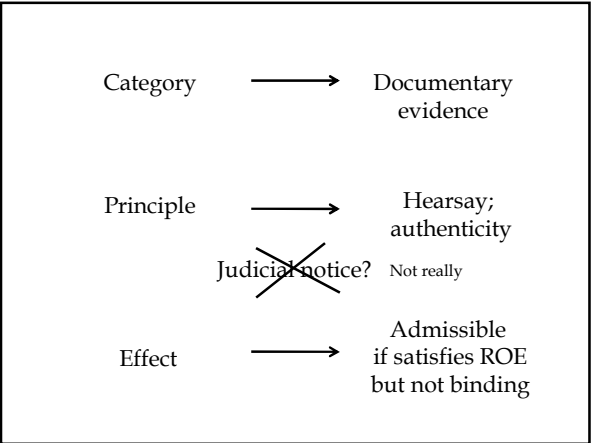 Category
Documentary
evidence
Principle
Hearsay;
authenticity
Judicial notice?
Not really
Effect
Admissible
if satisfies ROE
but not binding